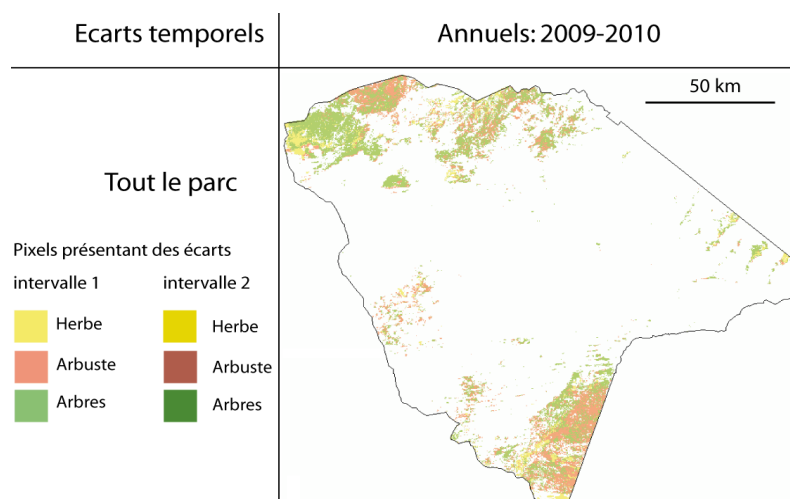 Ecarts temporels
Annuels: 2009-2010
50 km
Tout le parc
Pixels présentant des écarts
intervalle 1
intervalle 2
Herbe
Herbe
Arbuste
Arbuste
Arbres
Arbres